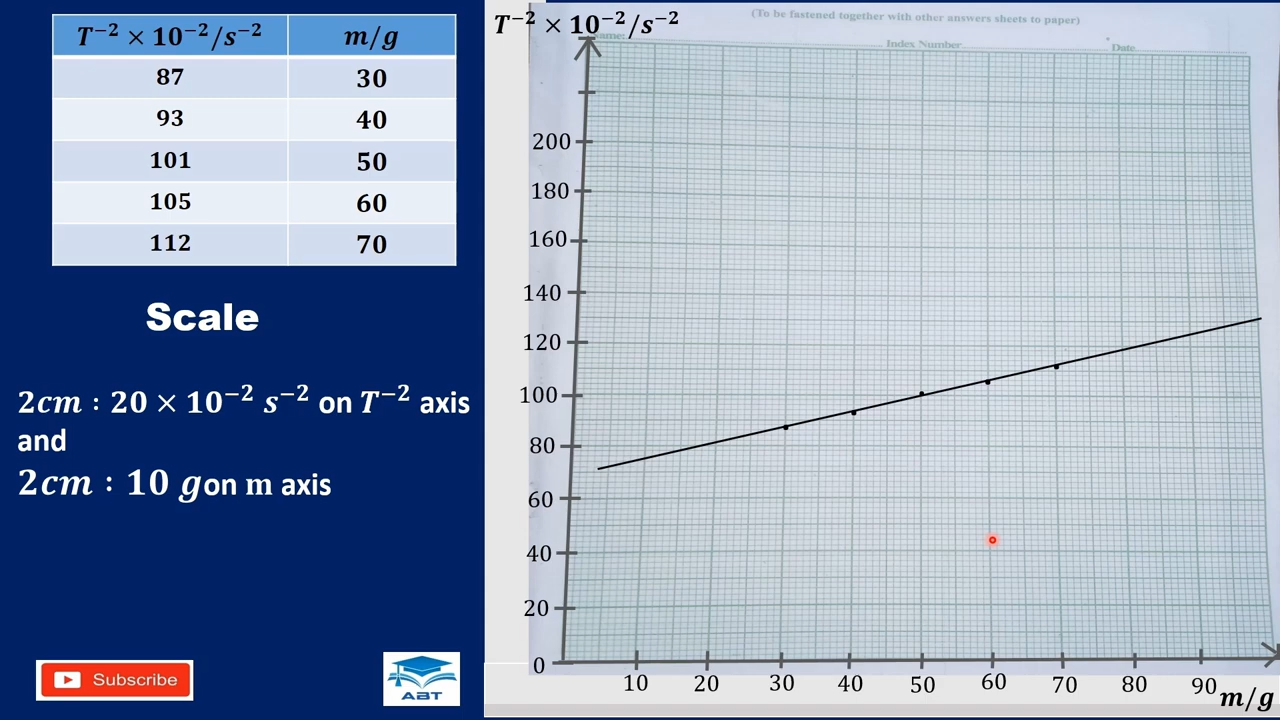 T⁻² × 10⁻²/s⁻² m/g
87 30
93 40
101 50
105 60
112 70
Scale
2cm : 20 × 10⁻² s⁻² on T⁻² axis
and
2cm : 10 g on m axis
Subscribe
ABT
T⁻² × 10⁻²/s⁻²
(To be fastened together with other answers sheets to paper)
Name: Index Number Date
200
180
160
140
120
100
80
60
40
20
0
10 20 30 40 50 60 70 80 90
m/g